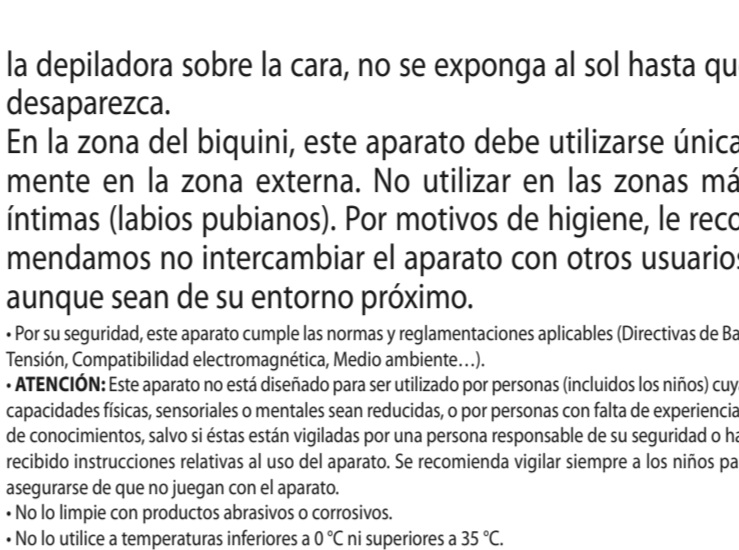 la depiladora sobre la cara, no se exponga al sol hasta qu
desaparezca.
En la zona del biquini, este aparato debe utilizarse única
mente en la zona externa. No utilizar en las zonas má
íntimas (labios pubianos). Por motivos de higiene, le reco
mendamos no intercambiar el aparato con otros usuarios
aunque sean de su entorno próximo.
• Por su seguridad, este aparato cumple las normas y reglamentaciones aplicables (Directivas de Ba
Tensión, Compatibilidad electromagnética, Medio ambiente…).
• ATENCIÓN: Este aparato no está diseñado para ser utilizado por personas (incluidos los niños) cuy
capacidades físicas, sensoriales o mentales sean reducidas, o por personas con falta de experiencia
de conocimientos, salvo si éstas están vigiladas por una persona responsable de su seguridad o ha
recibido instrucciones relativas al uso del aparato. Se recomienda vigilar siempre a los niños pa
asegurarse de que no juegan con el aparato.
• No lo limpie con productos abrasivos o corrosivos.
• No lo utilice a temperaturas inferiores a 0 °C ni superiores a 35 °C.